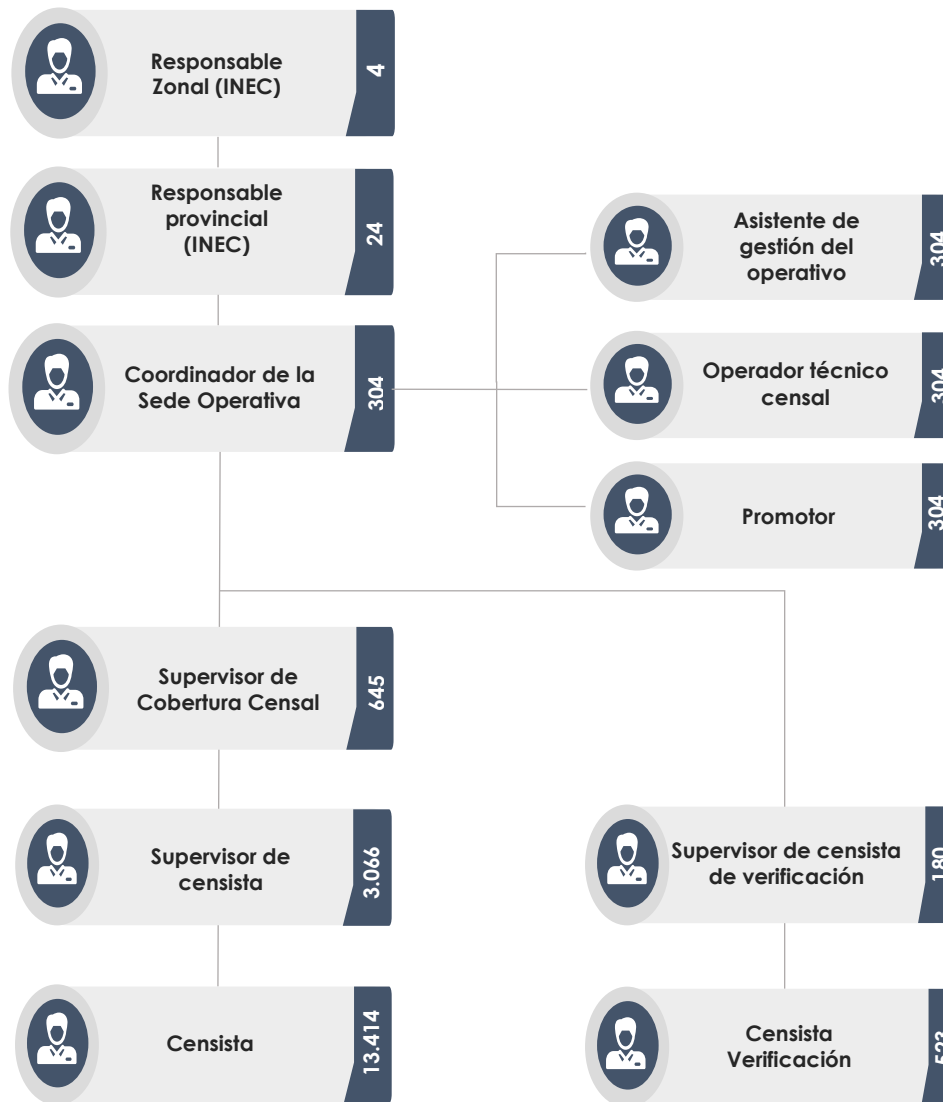 Responsable
Zonal (INEC)
4
Responsable
provincial
(INEC)
24
Asistente de
gestión del
operativo
304
Coordinador de la
Sede Operativa
304
Operador técnico
censal
304
Promotor
304
Supervisor de
Cobertura Censal
645
Supervisor de
censista
3.066
Supervisor de censista
de verificación
180
Censista
13.414
Censista
Verificación
523